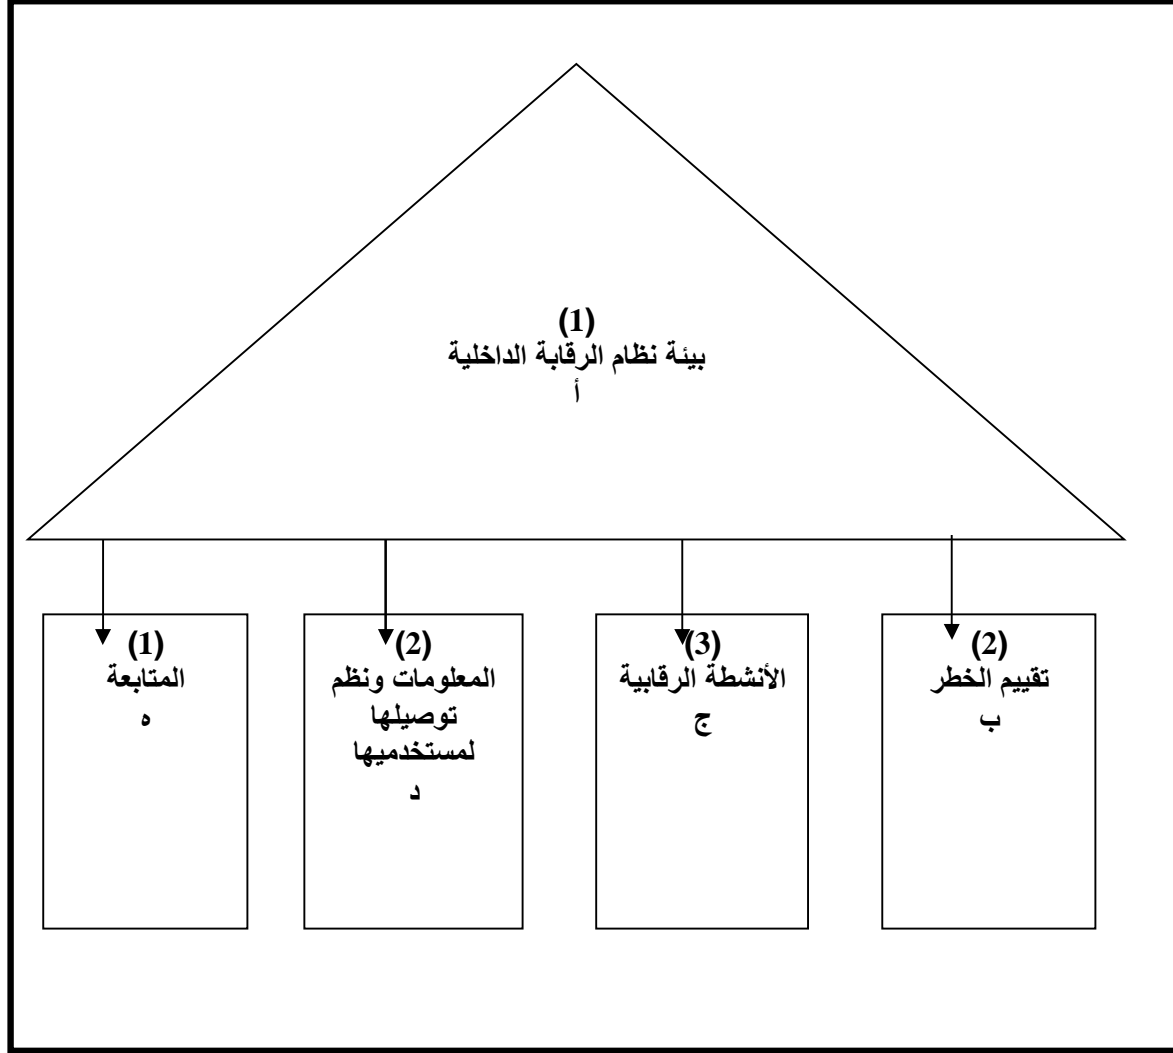 (1)
بيئة نظام الرقابة الداخلية
أ
(2)
تقييم الخطر
ب
(3)
الأنشطة الرقابية
ج
(2)
المعلومات ونظم
توصيلها
لمستخدميها
د
(1)
المتابعة
ه